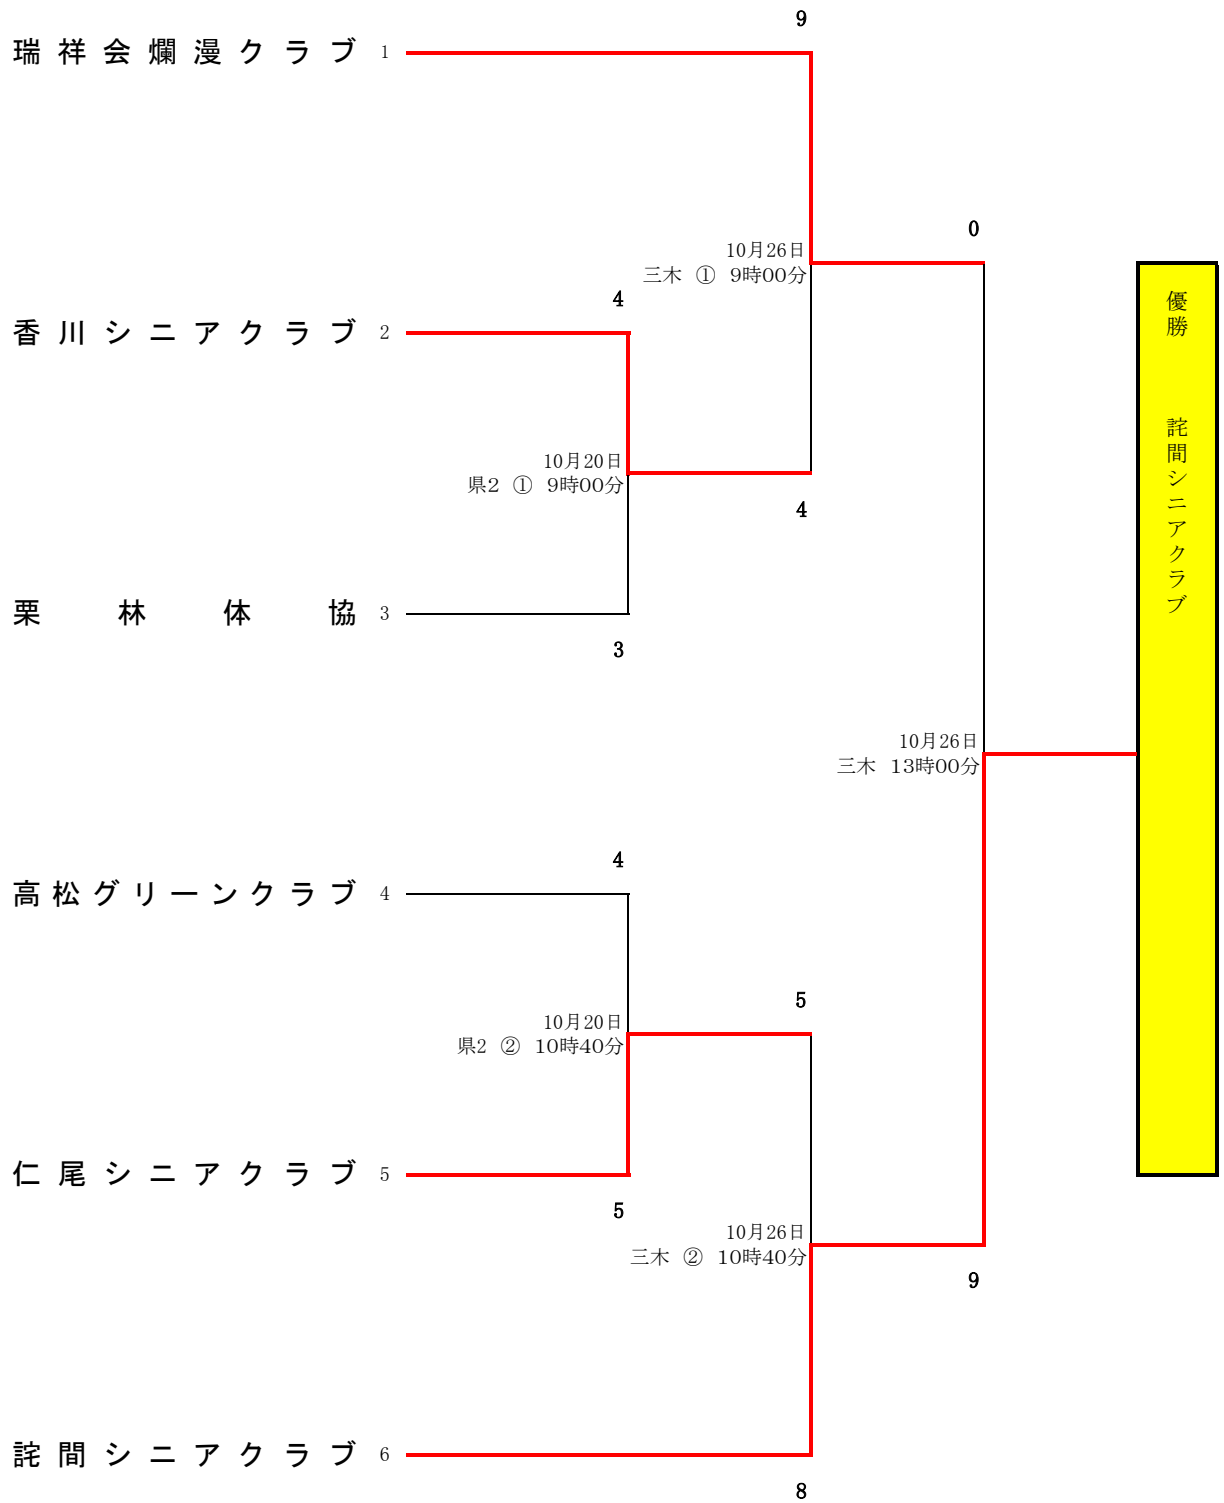 9
瑞祥会爛漫クラブ 1
0
10月26日
三木 ① 9時00分
4
香川シニアクラブ 2
10月20日
県2 ① 9時00分
4
栗林体協 3
3
優勝 詫間シニアクラブ
10月26日
三木 13時00分
4
高松グリーンクラブ 4
5
10月20日
県2 ② 10時40分
仁尾シニアクラブ 5
5
10月26日
三木 ② 10時40分
9
詫間シニアクラブ 6
8